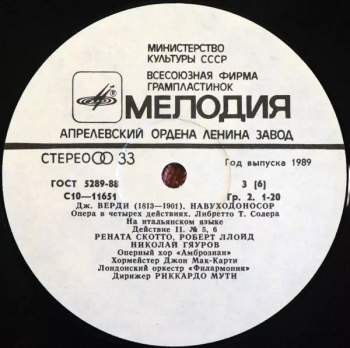 МИНИСТЕРСТВО
КУЛЬТУРЫ СССР
ВСЕСОЮЗНАЯ ФИРМА
ГРАМПЛАСТИНОК
МЕЛОДИЯ
АПРЕЛЕВСКИЙ ОРДЕНА ЛЕНИНА ЗАВОД
СТЕРЕО 33
Год выпуска 1989
ГОСТ 5289-88
3 [6]
С10—11651
Гр. 2. 1-20
Дж. ВЕРДИ (1813—1901). НАВУХОДОНОСОР
Опера в четырех действиях. Либретто Т. Солера
На итальянском языке
Действие II. № 5, 6
РЕНАТА СКОТТО, РОБЕРТ ЛЛОЙД
НИКОЛАЙ ГЯУРОВ
Оперный хор «Амброзиан»
Хормейстер Джон Мак-Карти
Лондонский оркестр «Филармония»
Дирижер РИККАРДО МУТИ